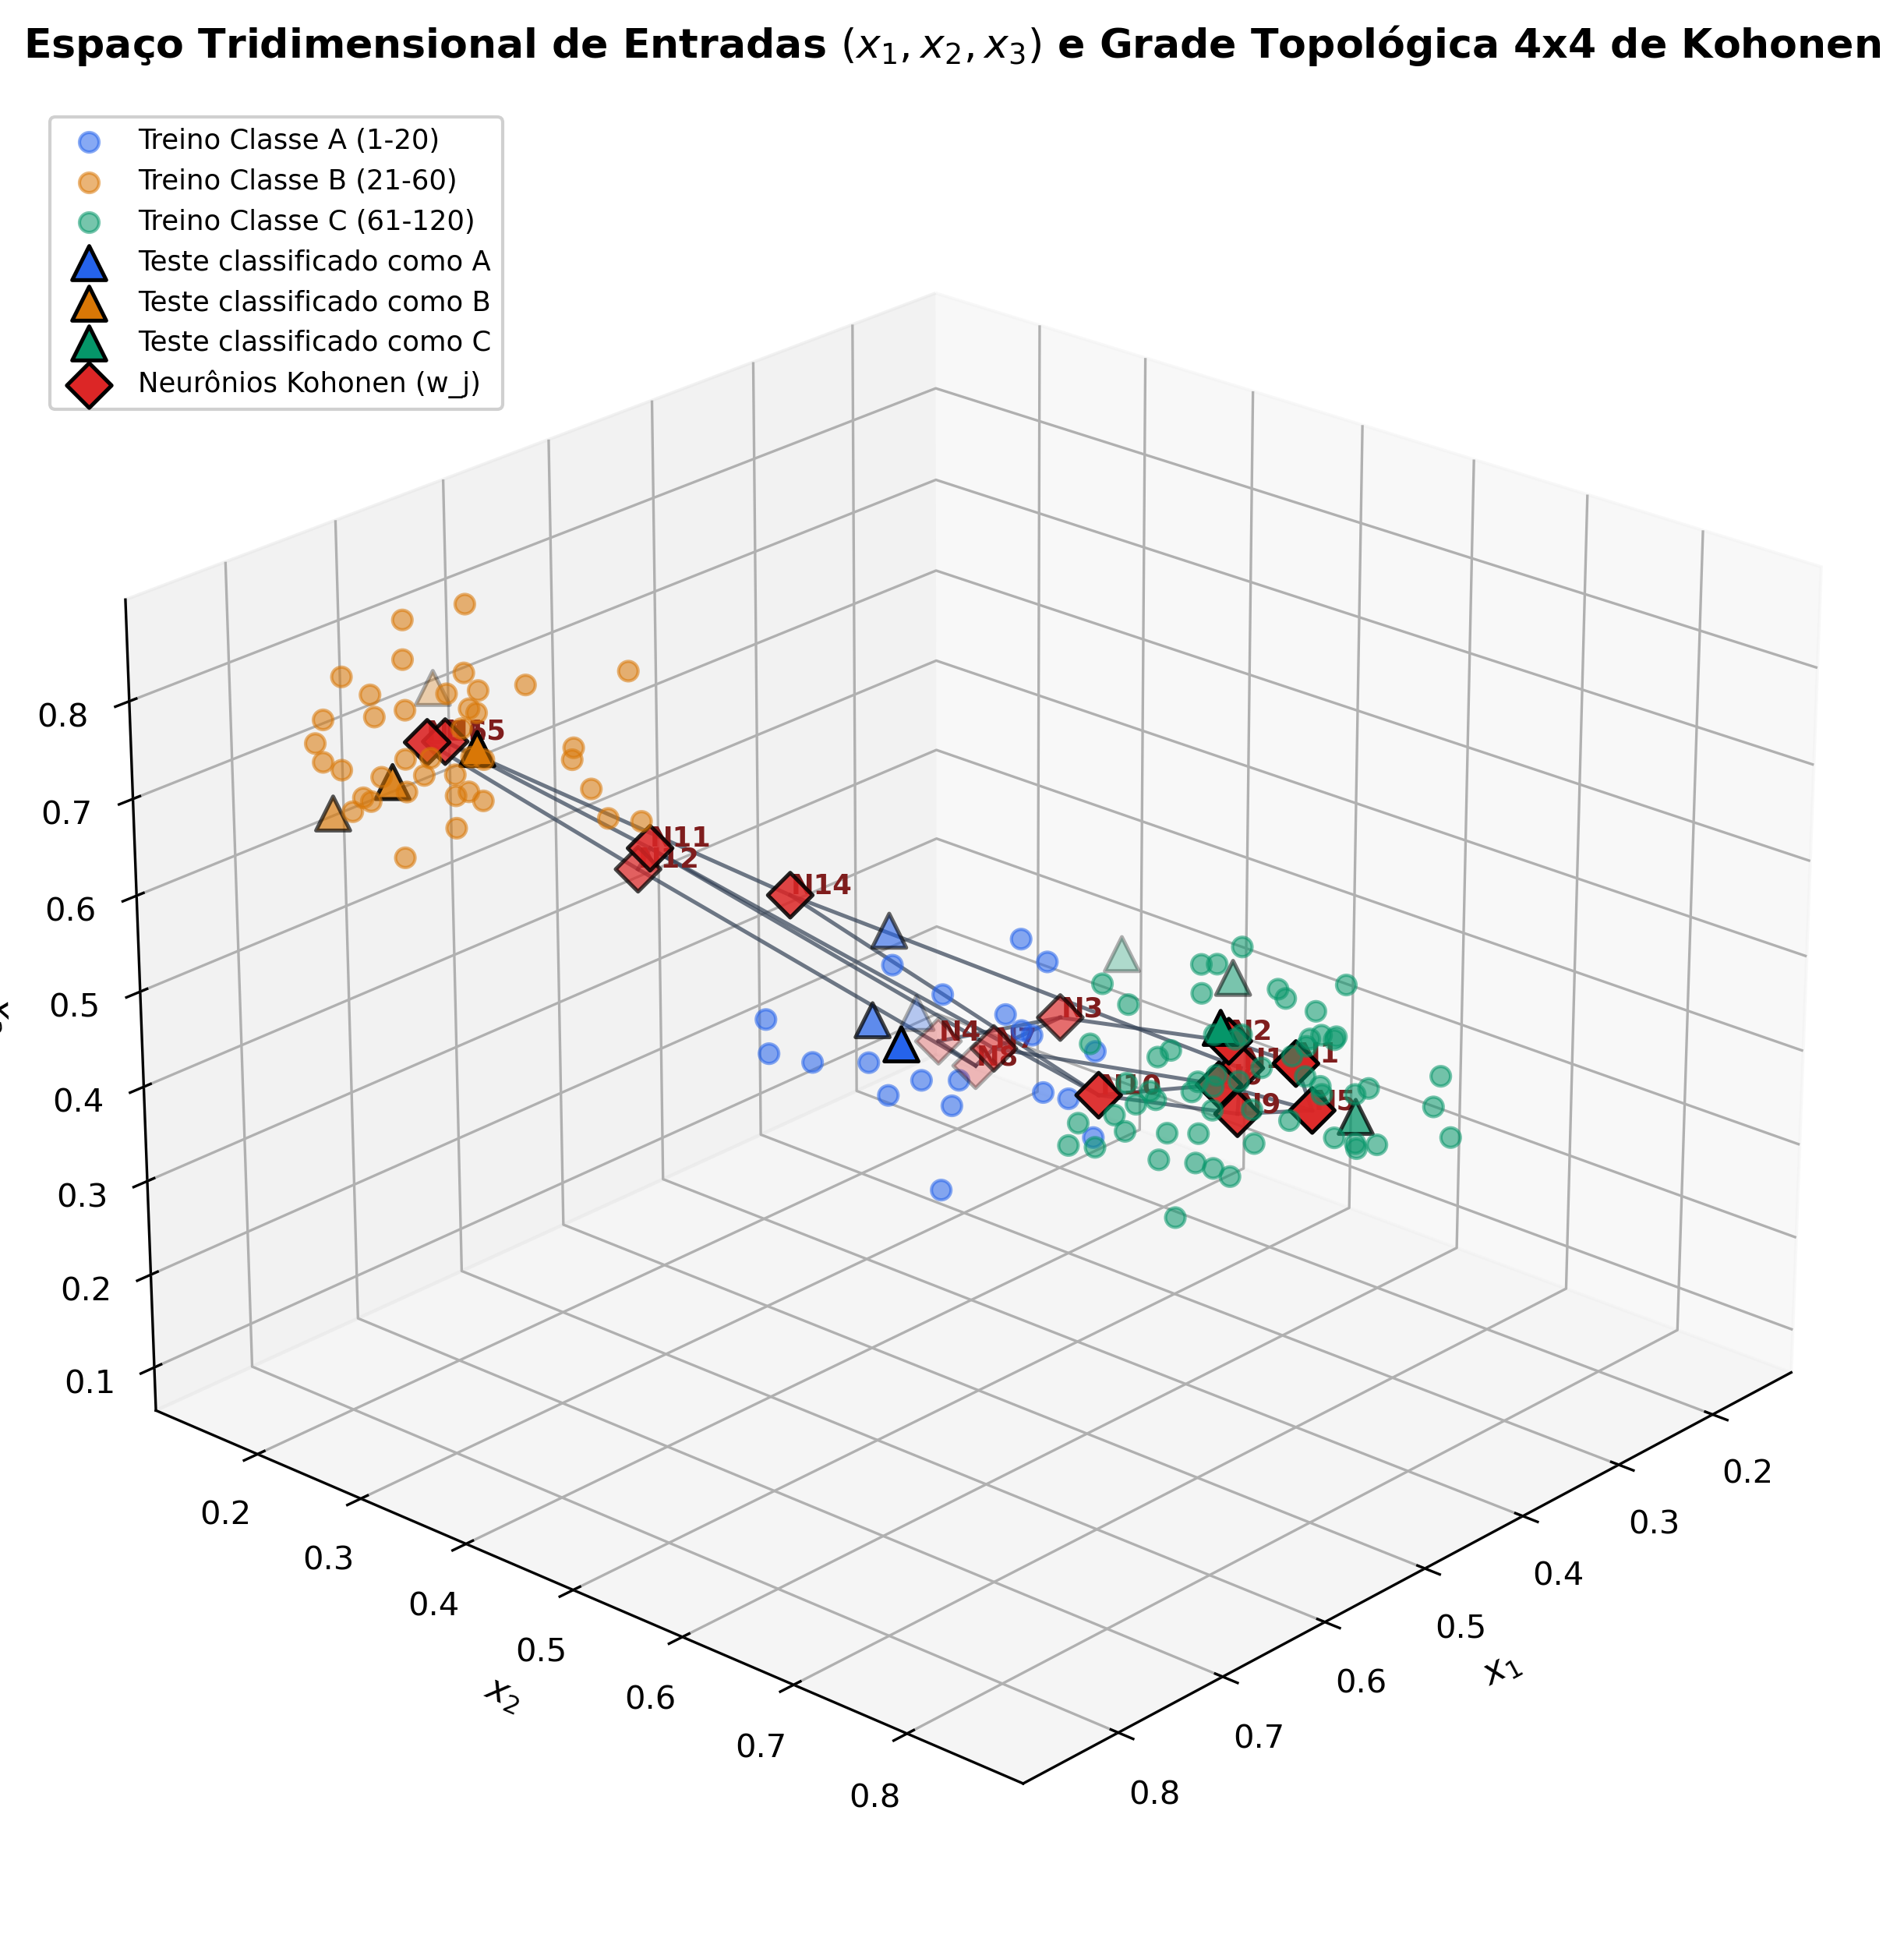 Espaço Tridimensional de Entradas (x₁, x₂, x₃) e Grade Topológica 4x4 de Kohonen
Treino Classe A (1-20)
Treino Classe B (21-60)
Treino Classe C (61-120)
Teste classificado como A
Teste classificado como B
Teste classificado como C
Neurônios Kohonen (w_j)
0.8
0.7
0.6
0.5
0.4
0.3
0.2
0.1
N11
N14
N3
N4
N2
N8
N10
N9
N5
0.2
0.3
0.4
0.5
0.6
0.7
0.8
x₂
0.2
0.3
0.4
0.5
0.6
0.7
0.8
x₁